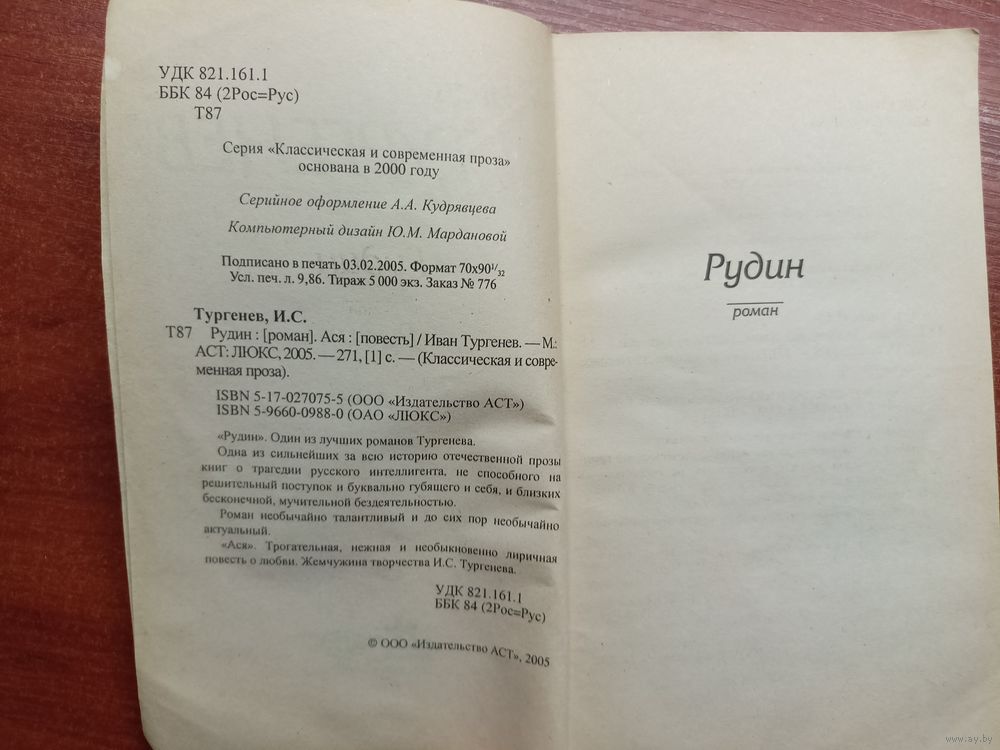 УДК 821.161.1
ББК 84 (2Рос=Рус)
Т87
Серия «Классическая и современная проза»
основана в 2000 году
Серийное оформление А.А. Кудрявцева
Компьютерный дизайн Ю.М. Мардановой
Подписано в печать 03.02.2005. Формат 70x90 1/32
Усл. печ. л. 9,86. Тираж 5 000 экз. Заказ № 776
Тургенев, И.С.
Т87 Рудин : [роман]. Ася : [повесть] / Иван Тургенев. — М.:
АСТ: ЛЮКС, 2005. — 271, [1] с. — (Классическая и совре-
менная проза).
ISBN 5-17-027075-5 (ООО «Издательство АСТ»)
ISBN 5-9660-0988-0 (ОАО «ЛЮКС»)
«Рудин». Один из лучших романов Тургенева.
Одна из сильнейших за всю историю отечественной прозы
книг о трагедии русского интеллигента, не способного на
решительный поступок и буквально губящего и себя, и близких
бесконечной, мучительной бездеятельностью.
Роман необычайно талантливый и до сих пор необычайно
актуальный.
«Ася». Трогательная, нежная и необыкновенно лиричная
повесть о любви. Жемчужина творчества И.С. Тургенева.
УДК 821.161.1
ББК 84 (2Рос=Рус)
© ООО «Издательство АСТ», 2005
Рудин
роман
www.ay.by